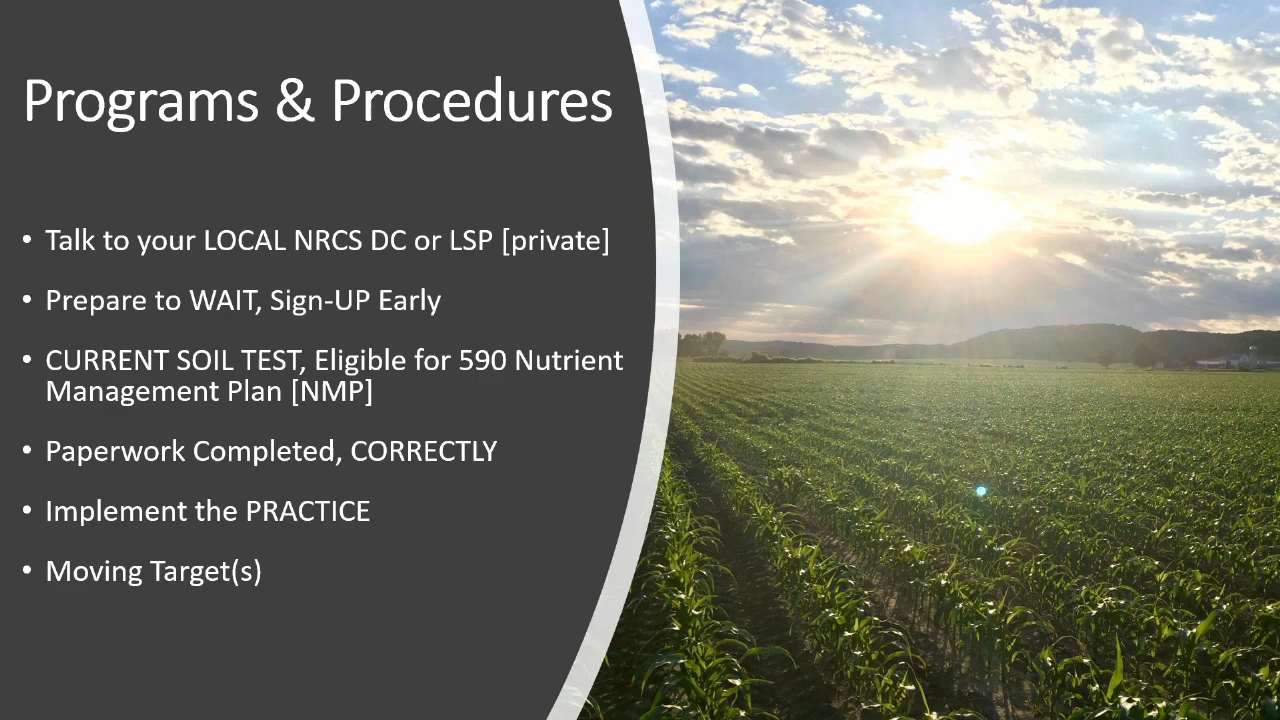 Programs & Procedures
• Talk to your LOCAL NRCS DC or LSP [private]
• Prepare to WAIT, Sign-UP Early
• CURRENT SOIL TEST, Eligible for 590 Nutrient
Management Plan [NMP]
• Paperwork Completed, CORRECTLY
• Implement the PRACTICE
• Moving Target(s)